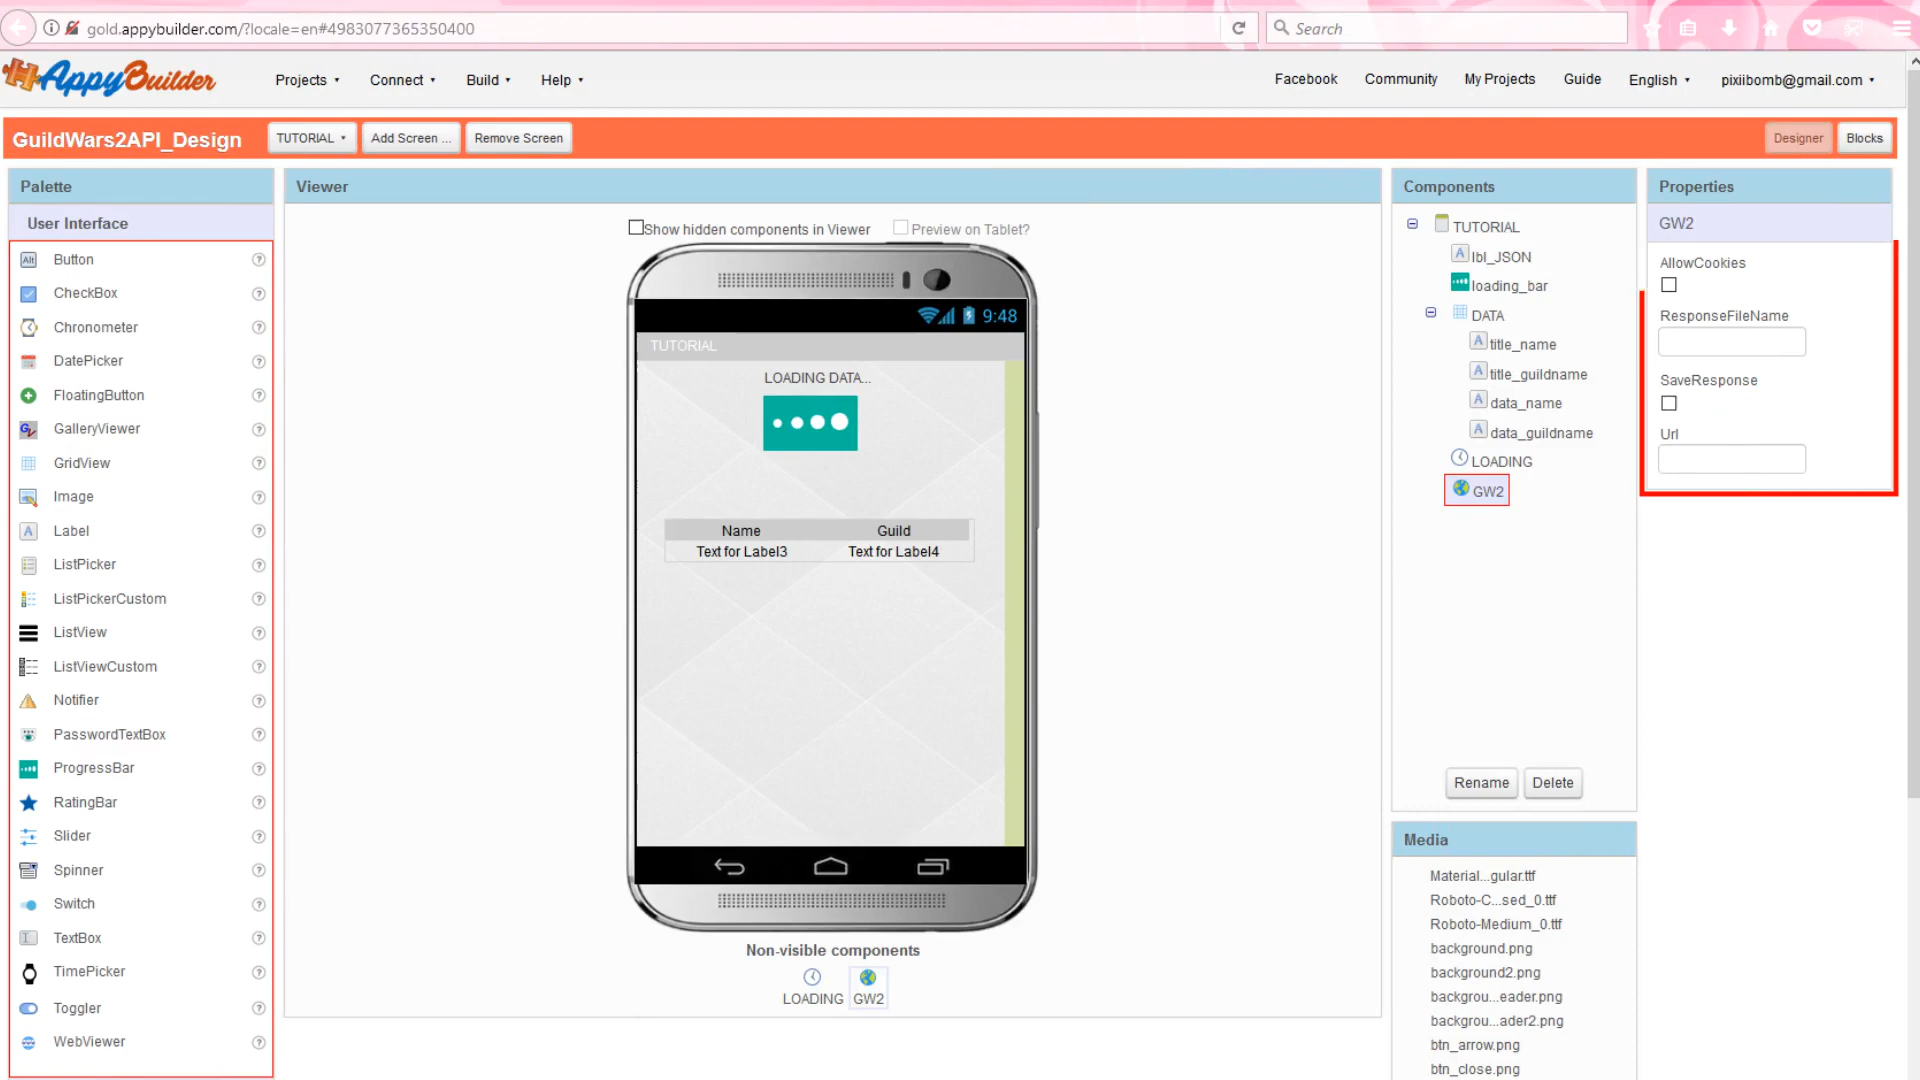 gold.appybuilder.com/?locale=en#4983077365350400
Search
AppyBuilder
Projects
Connect
Build
Help
Facebook
Community
My Projects
Guide
English
pixiibomb@gmail.com
GuildWars2API_Design
TUTORIAL
Add Screen ...
Remove Screen
Designer
Blocks
Palette
User Interface
Alt Button
CheckBox
Chronometer
DatePicker
FloatingButton
GalleryViewer
GridView
Image
A Label
ListPicker
ListPickerCustom
ListView
ListViewCustom
Notifier
PasswordTextBox
ProgressBar
RatingBar
Slider
Spinner
Switch
TextBox
TimePicker
Toggler
WebViewer
Viewer
Show hidden components in Viewer
Preview on Tablet?
9:48
TUTORIAL
LOADING DATA...
Name Guild
Text for Label3 Text for Label4
Non-visible components
LOADING GW2
Components
TUTORIAL
A lbl_JSON
loading_bar
DATA
A title_name
A title_guildname
A data_name
A data_guildname
LOADING
GW2
Rename
Delete
Media
Material...gular.ttf
Roboto-C...sed_0.ttf
Roboto-Medium_0.ttf
background.png
background2.png
backgrou...eader.png
backgrou...ader2.png
btn_arrow.png
btn_close.png
Properties
GW2
AllowCookies
ResponseFileName
SaveResponse
Url